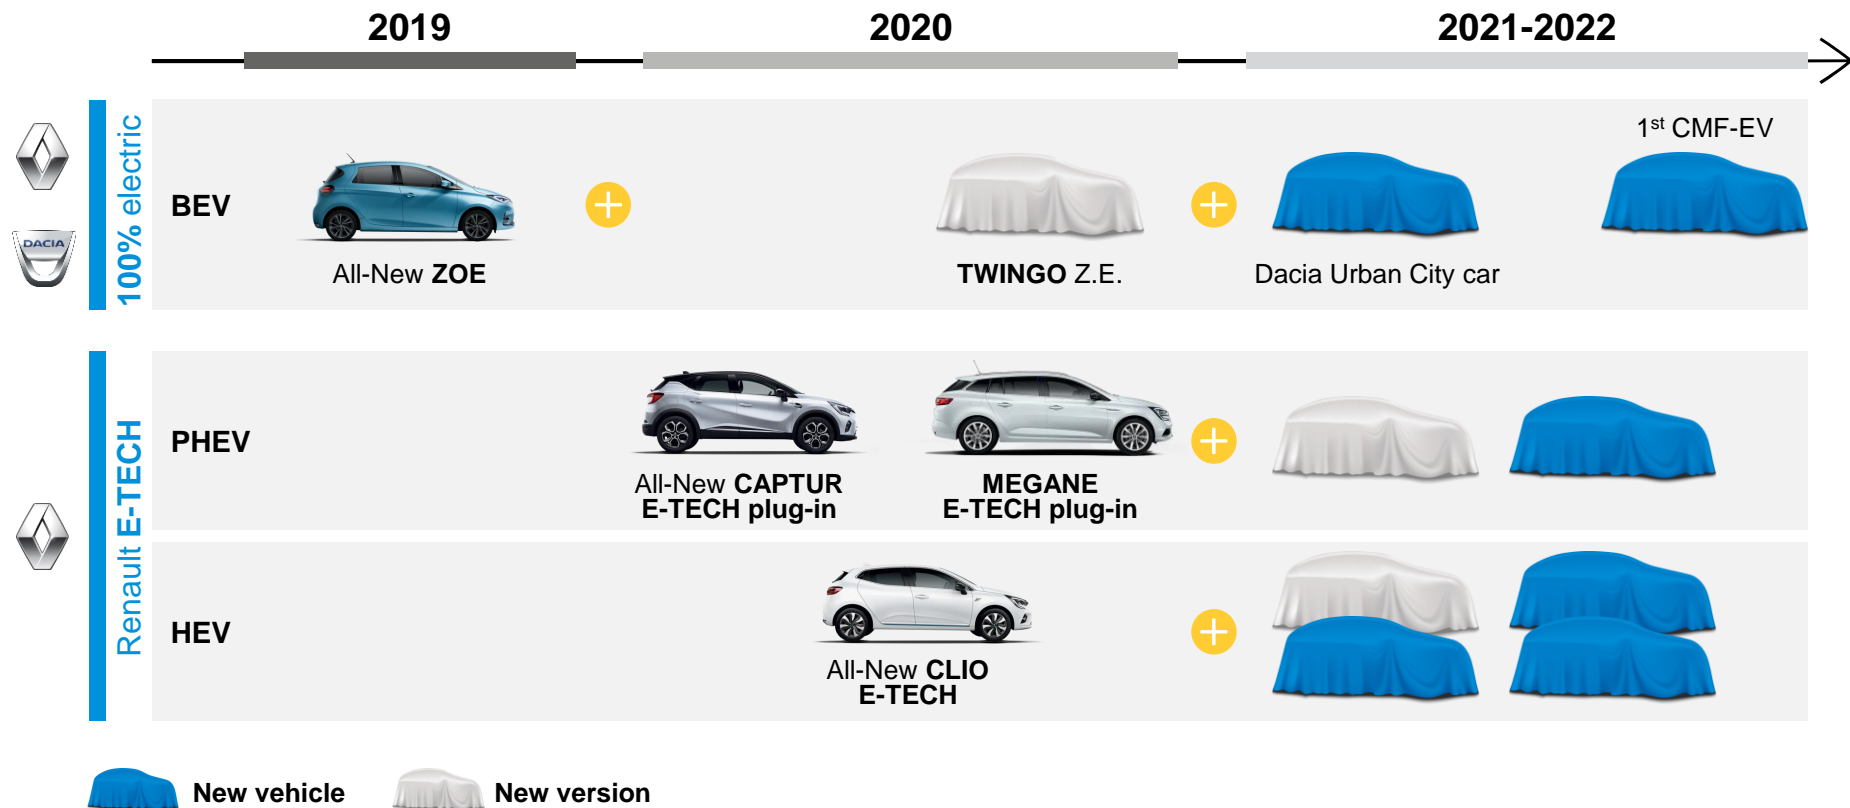 2019
2020
2021-2022
100% electric
DACIA
BEV
1st CMF-EV
All-New ZOE
TWINGO Z.E.
Dacia Urban City car
Renault E-TECH
PHEV
All-New CAPTUR
E-TECH plug-in
MEGANE
E-TECH plug-in
HEV
All-New CLIO
E-TECH
New vehicle
New version